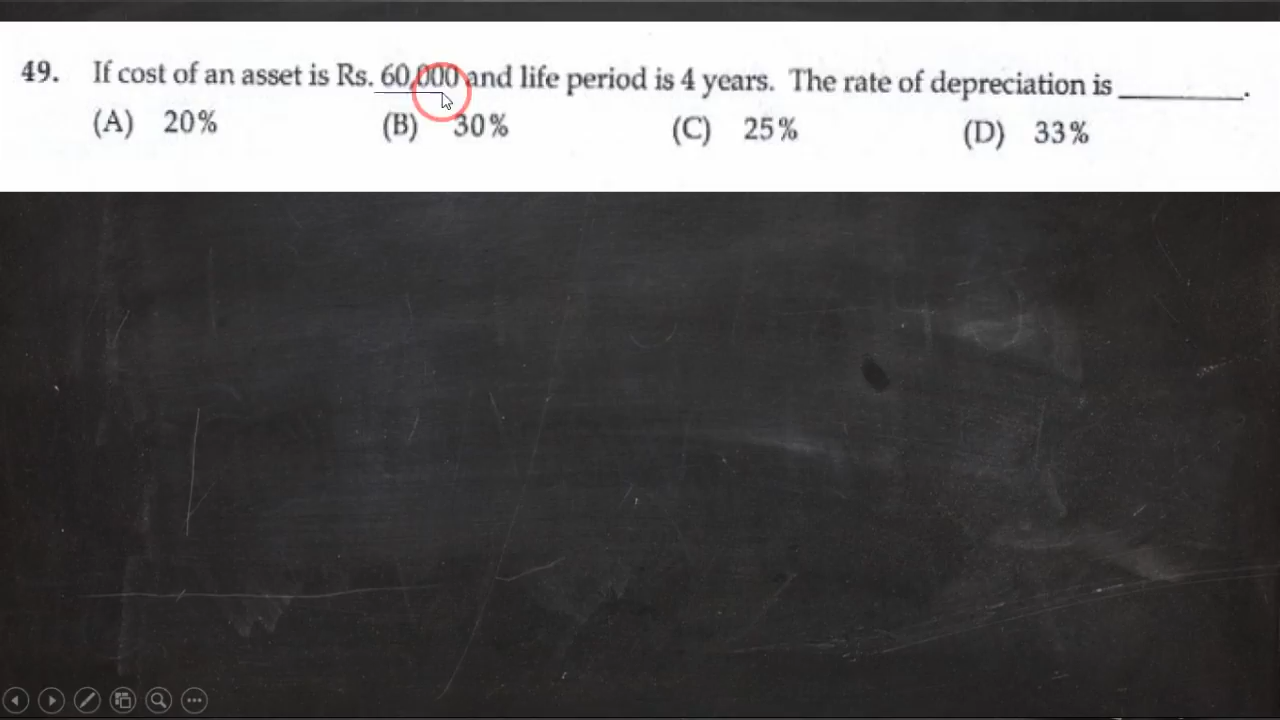 49. If cost of an asset is Rs. 60,000 and life period is 4 years. The rate of depreciation is _________.
(A) 20% (B) 30% (C) 25% (D) 33%